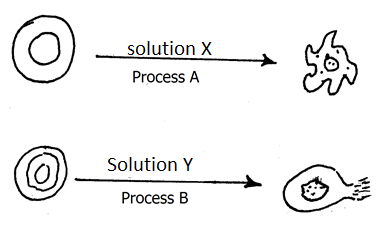 solution X
Process A
Solution Y
Process B